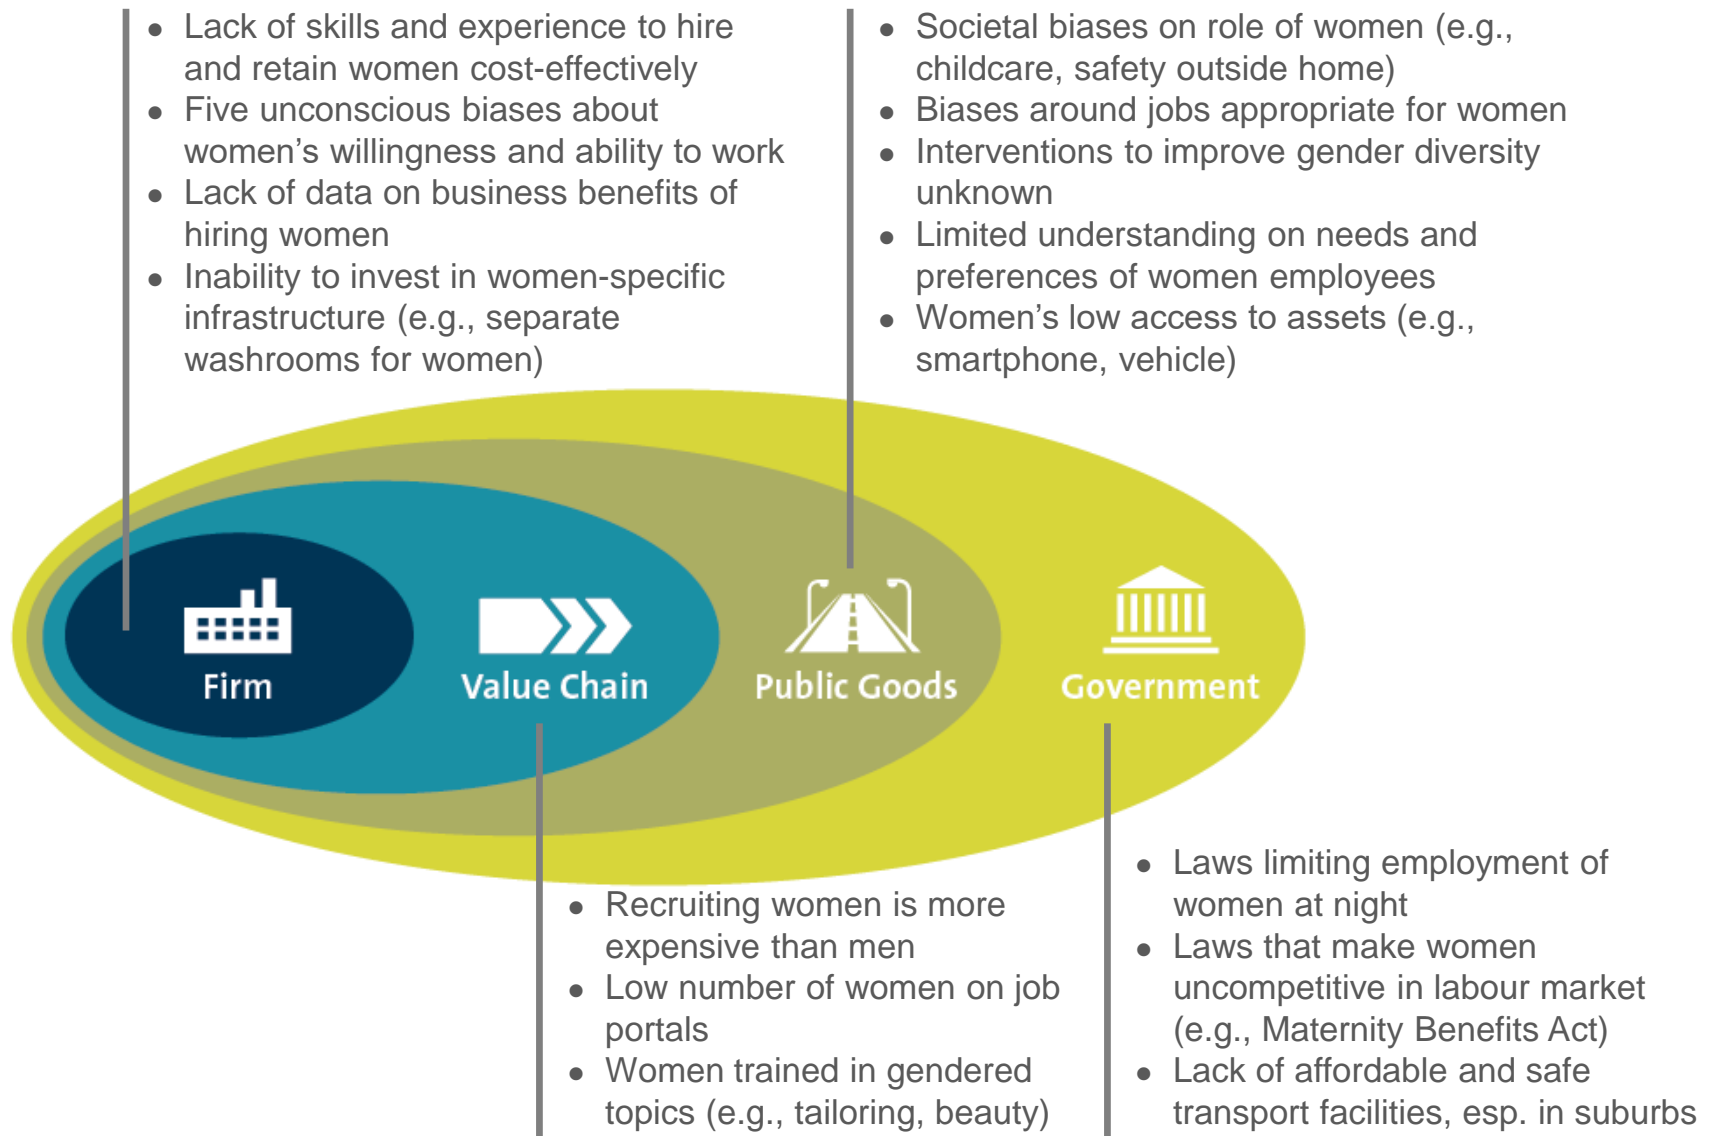 ● Lack of skills and experience to hire
and retain women cost-effectively
● Five unconscious biases about
women’s willingness and ability to work
● Lack of data on business benefits of
hiring women
● Inability to invest in women-specific
infrastructure (e.g., separate
washrooms for women)
● Societal biases on role of women (e.g.,
childcare, safety outside home)
● Biases around jobs appropriate for women
● Interventions to improve gender diversity
unknown
● Limited understanding on needs and
preferences of women employees
● Women’s low access to assets (e.g.,
smartphone, vehicle)
Firm
Value Chain
Public Goods
Government
● Recruiting women is more
expensive than men
● Low number of women on job
portals
● Women trained in gendered
topics (e.g., tailoring, beauty)
● Laws limiting employment of
women at night
● Laws that make women
uncompetitive in labour market
(e.g., Maternity Benefits Act)
● Lack of affordable and safe
transport facilities, esp. in suburbs